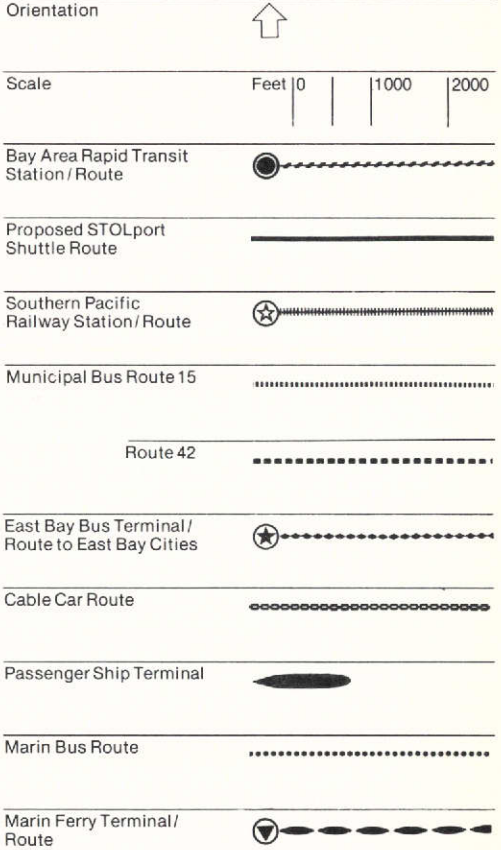 Orientation
Scale
Feet 0 1000 2000
Bay Area Rapid Transit
Station / Route
Proposed STOLport
Shuttle Route
Southern Pacific
Railway Station / Route
Municipal Bus Route 15
Route 42
East Bay Bus Terminal /
Route to East Bay Cities
Cable Car Route
Passenger Ship Terminal
Marin Bus Route
Marin Ferry Terminal /
Route